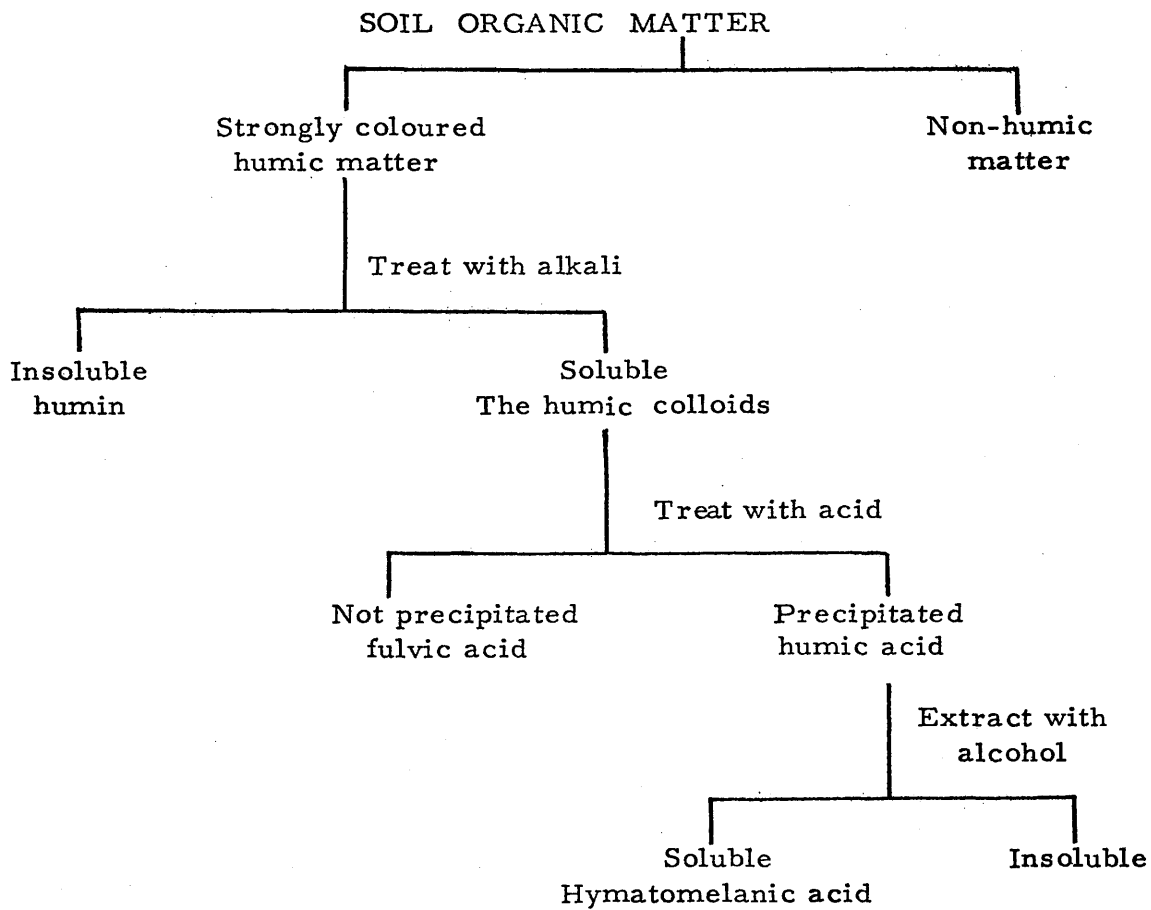 SOIL ORGANIC MATTER
Strongly coloured
humic matter
Non-humic
matter
Treat with alkali
Insoluble
humin
Soluble
The humic colloids
Treat with acid
Not precipitated
fulvic acid
Precipitated
humic acid
Extract with
alcohol
Soluble
Hymatomelanic acid
Insoluble